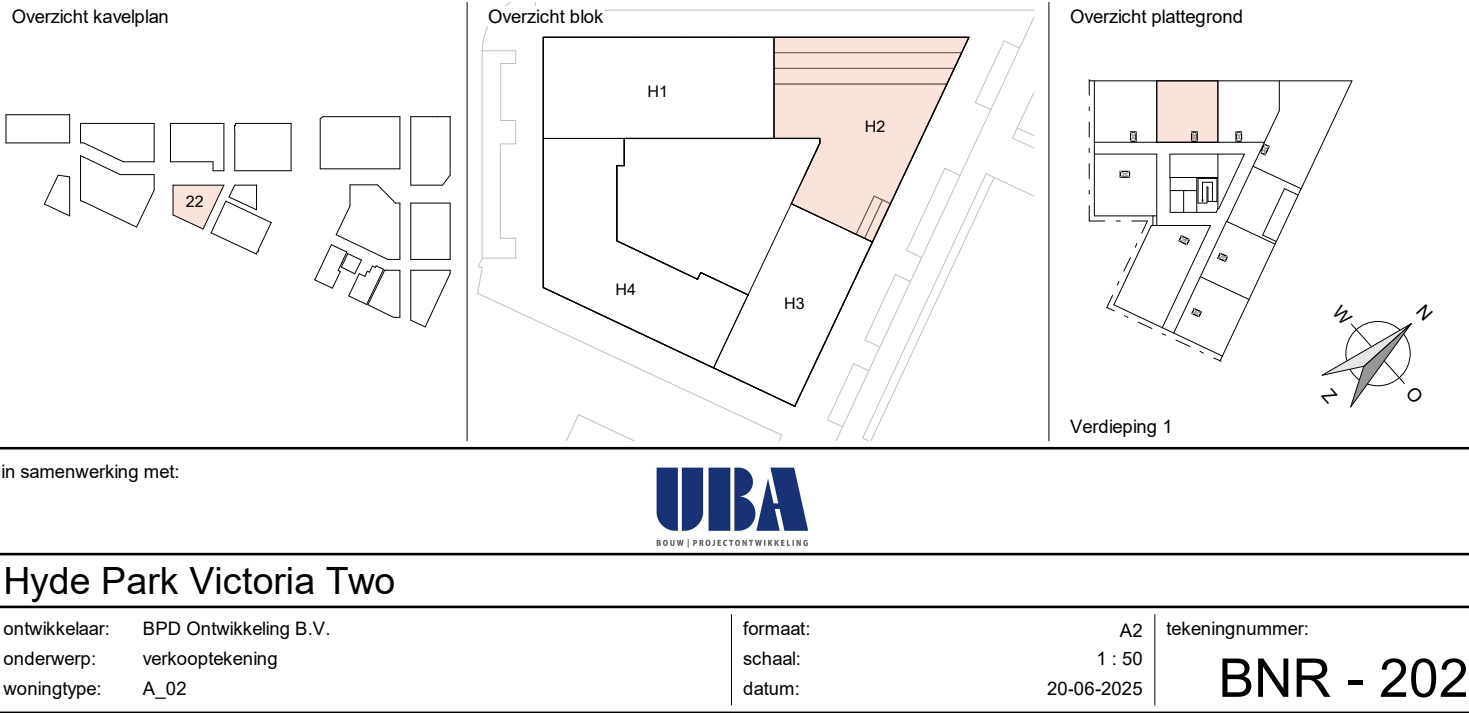 Overzicht kavelplan
22
Overzicht blok
H1
H2
H3
H4
Overzicht plattegrond
W
N
Z
O
Verdieping 1
in samenwerking met:
UBA
BOUW | PROJECTONTWIKKELING
Hyde Park Victoria Two
ontwikkelaar: BPD Ontwikkeling B.V.
onderwerp: verkooptekening
woningtype: A_02
formaat: A2
schaal: 1 : 50
datum: 20-06-2025
tekeningnummer:
BNR - 202